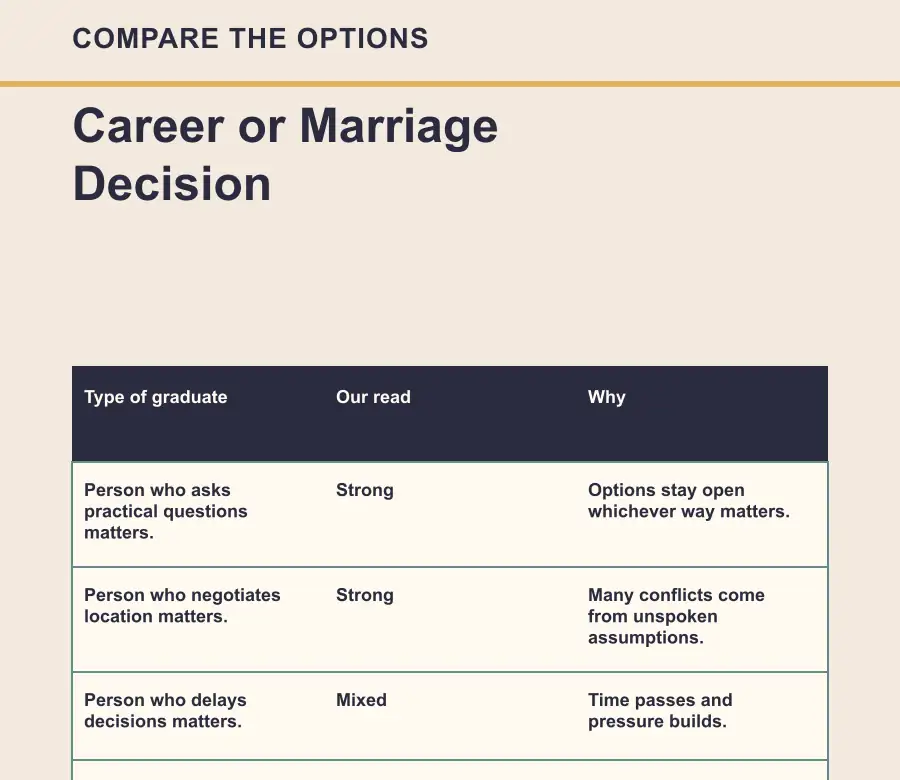 COMPARE THE OPTIONS
Career or Marriage
Decision
Type of graduate
Our read
Why
Person who asks
practical questions
matters.
Strong
Options stay open
whichever way matters.
Person who negotiates
location matters.
Strong
Many conflicts come
from unspoken
assumptions.
Person who delays
decisions matters.
Mixed
Time passes and
pressure builds.